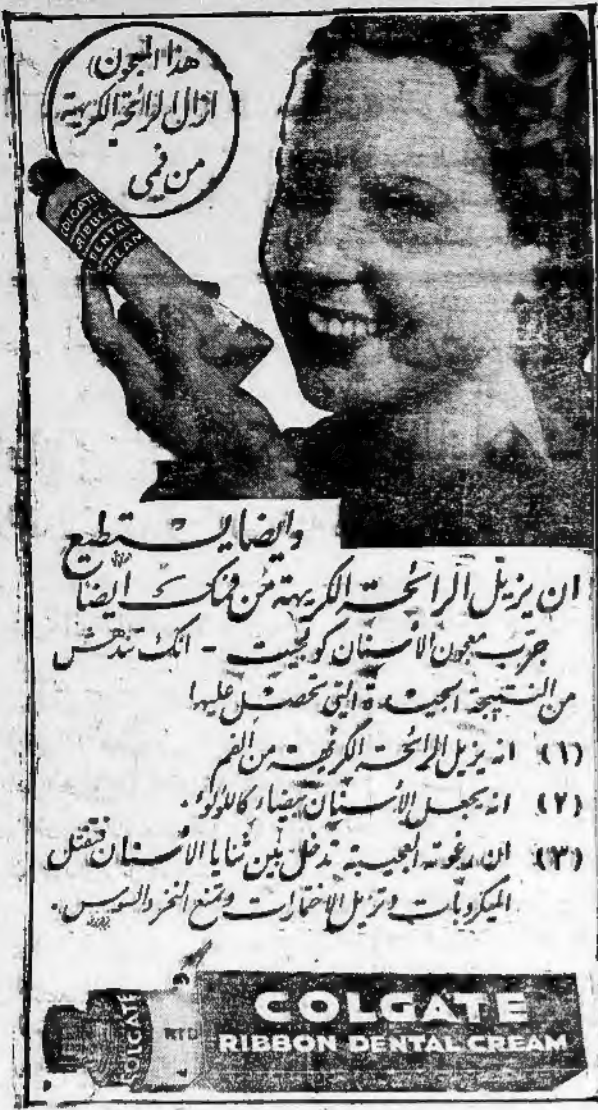 هذا المعجون
ازال الرائحة الكريهة
من فمي
COLGATE
RIBBON
DENTAL
CREAM
وايضا يستطيع
ان يزيل الرائحة الكريهة من فمك ايضا
جرب معجون الاسنان كولجيت - انك تندهش
من النتيجة الجيدة التي تحصل عليها
(١) انه يزيل الرائحة الكريهة من الفم
(٢) انه يجعل الاسنان بيضاء كاللؤلؤ.
(٣) ان رغوته العجيبة تدخل بين ثنايا الاسنان فتقتل
الميكروبات وتزيل الاختمارات وتمنع النخر والسوس.
COLGATE
COLGATE
RIBBON DENTAL CREAM